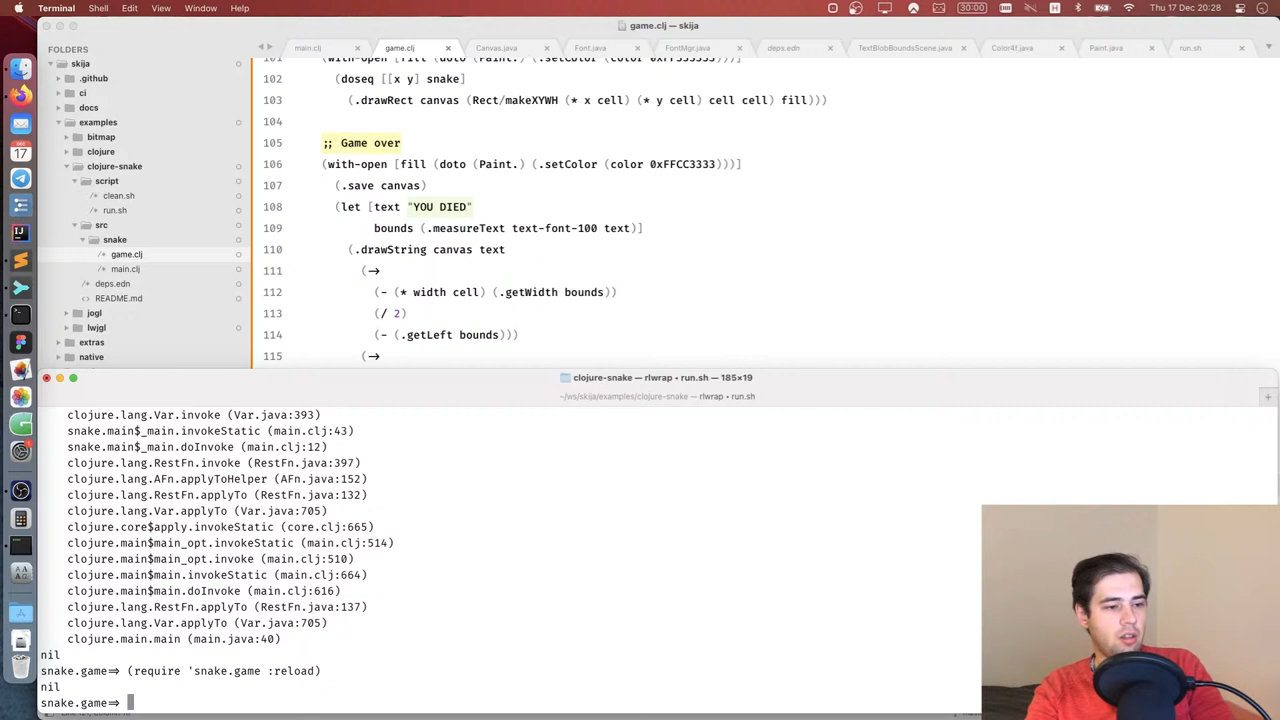 Terminal Shell Edit View Window Help
Thu 17 Dec 20:28
game.clj — skija
FOLDERS
skija
.github
ci
docs
examples
bitmap
clojure
clojure-snake
script
clean.sh
run.sh
src
snake
game.clj
main.clj
deps.edn
README.md
jogl
lwjgl
extras
native
main.clj game.clj Canvas.java Font.java FontMgr.java deps.edn TextBlobBoundsScene.java Color4f.java Paint.java run.sh
101 (with-open [fill (doto (Paint.) (.setColor (color 0xFF333333)))]
102 (doseq [[x y] snake]
103 (.drawRect canvas (Rect/makeXYWH (* x cell) (* y cell) cell cell) fill)))
104
105 ;; Game over
106 (with-open [fill (doto (Paint.) (.setColor (color 0xFFCC3333)))]
107 (.save canvas)
108 (let [text "YOU DIED"
109 bounds (.measureText text-font-100 text)]
110 (.drawString canvas text
111 (->
112 (- (* width cell) (.getWidth bounds))
113 (/ 2)
114 (- (.getLeft bounds)))
115 (->
clojure-snake — rlwrap • run.sh — 185×19
~/ws/skija/examples/clojure-snake — rlwrap • run.sh
clojure.lang.Var.invoke (Var.java:393)
snake.main$_main.invokeStatic (main.clj:43)
snake.main$_main.doInvoke (main.clj:12)
clojure.lang.RestFn.invoke (RestFn.java:397)
clojure.lang.AFn.applyToHelper (AFn.java:152)
clojure.lang.RestFn.applyTo (RestFn.java:132)
clojure.lang.Var.applyTo (Var.java:705)
clojure.core$apply.invokeStatic (core.clj:665)
clojure.main$main_opt.invokeStatic (main.clj:514)
clojure.main$main_opt.invoke (main.clj:510)
clojure.main$main.invokeStatic (main.clj:664)
clojure.main$main.doInvoke (main.clj:616)
clojure.lang.RestFn.applyTo (RestFn.java:137)
clojure.lang.Var.applyTo (Var.java:705)
clojure.main.main (main.java:40)
nil
snake.game=> (require 'snake.game :reload)
nil
snake.game=>